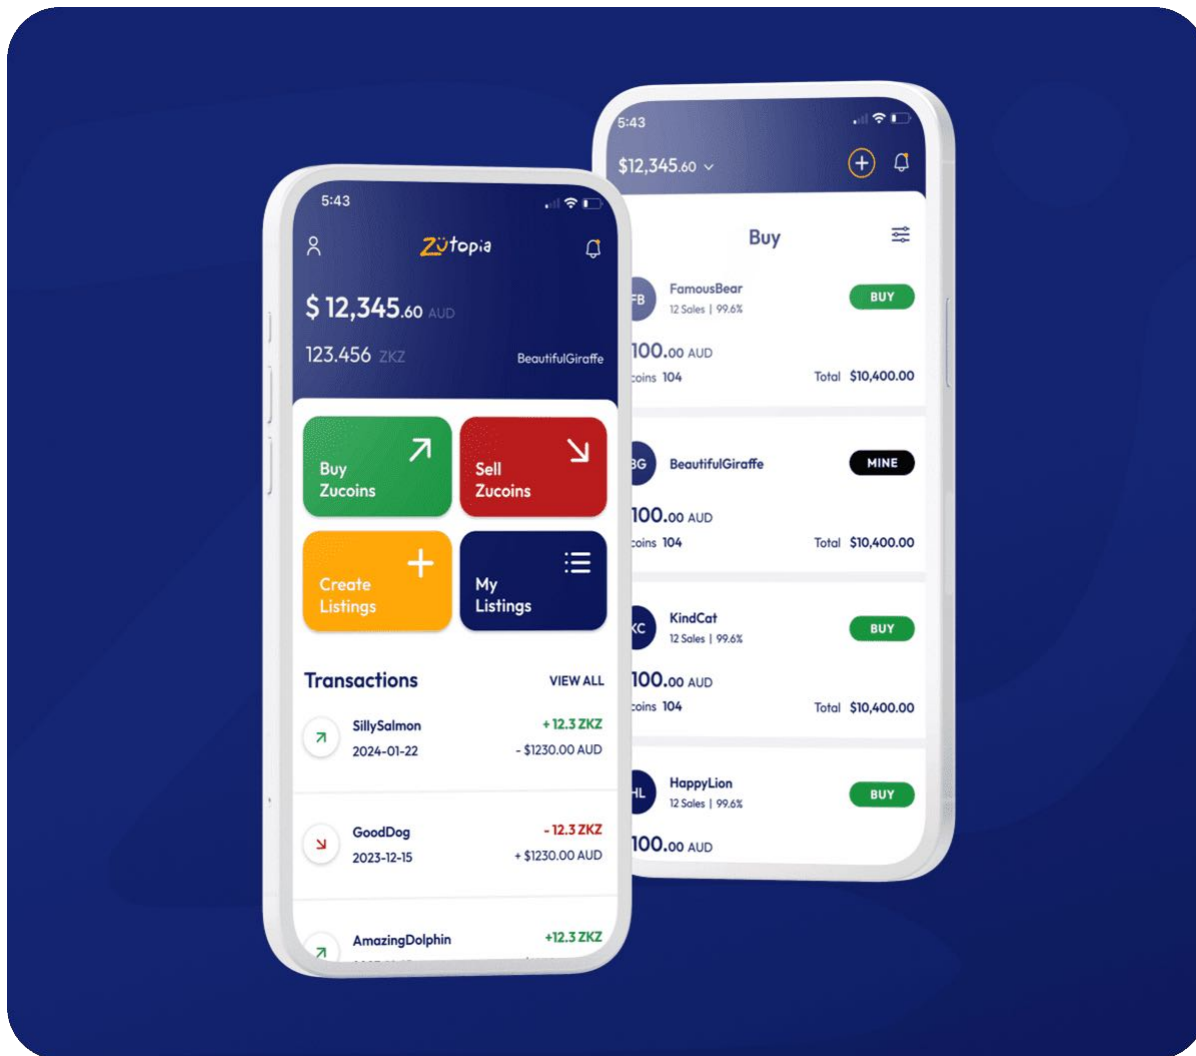 5:43
Zütopia
$ 12,345.60 AUD
123.456 ZKZ
BeautifulGiraffe
Buy
Zucoins
Sell
Zucoins
Create
Listings
My
Listings
Transactions
VIEW ALL
SillySalmon
+ 12.3 ZKZ
2024-01-22
- $1230.00 AUD
GoodDog
- 12.3 ZKZ
2023-12-15
+ $1230.00 AUD
AmazingDolphin
+12.3 ZKZ
5:43
$12,345.60
Buy
FB
FamousBear
12 Sales | 99.6%
BUY
100.00 AUD
coins 104
Total $10,400.00
BG
BeautifulGiraffe
MINE
100.00 AUD
coins 104
Total $10,400.00
KC
KindCat
12 Sales | 99.6%
BUY
100.00 AUD
coins 104
Total $10,400.00
HL
HappyLion
12 Sales | 99.6%
BUY
100.00 AUD